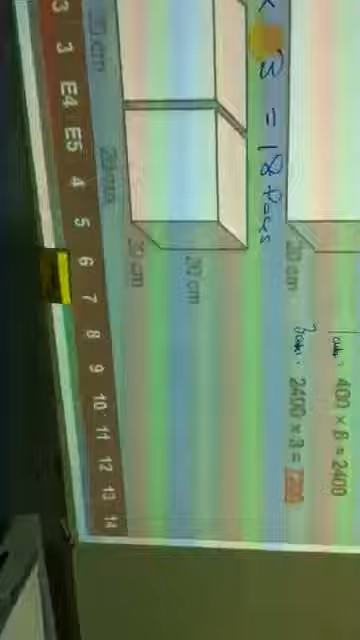 400 × 6 = 2400
20 cm 2400 × 3 =
× 3 = 18 faces
20 cm
20 cm
20 cm 20 cm
3 3 E4 E5 4 5 6 7 8 9 10 11 12 13 14